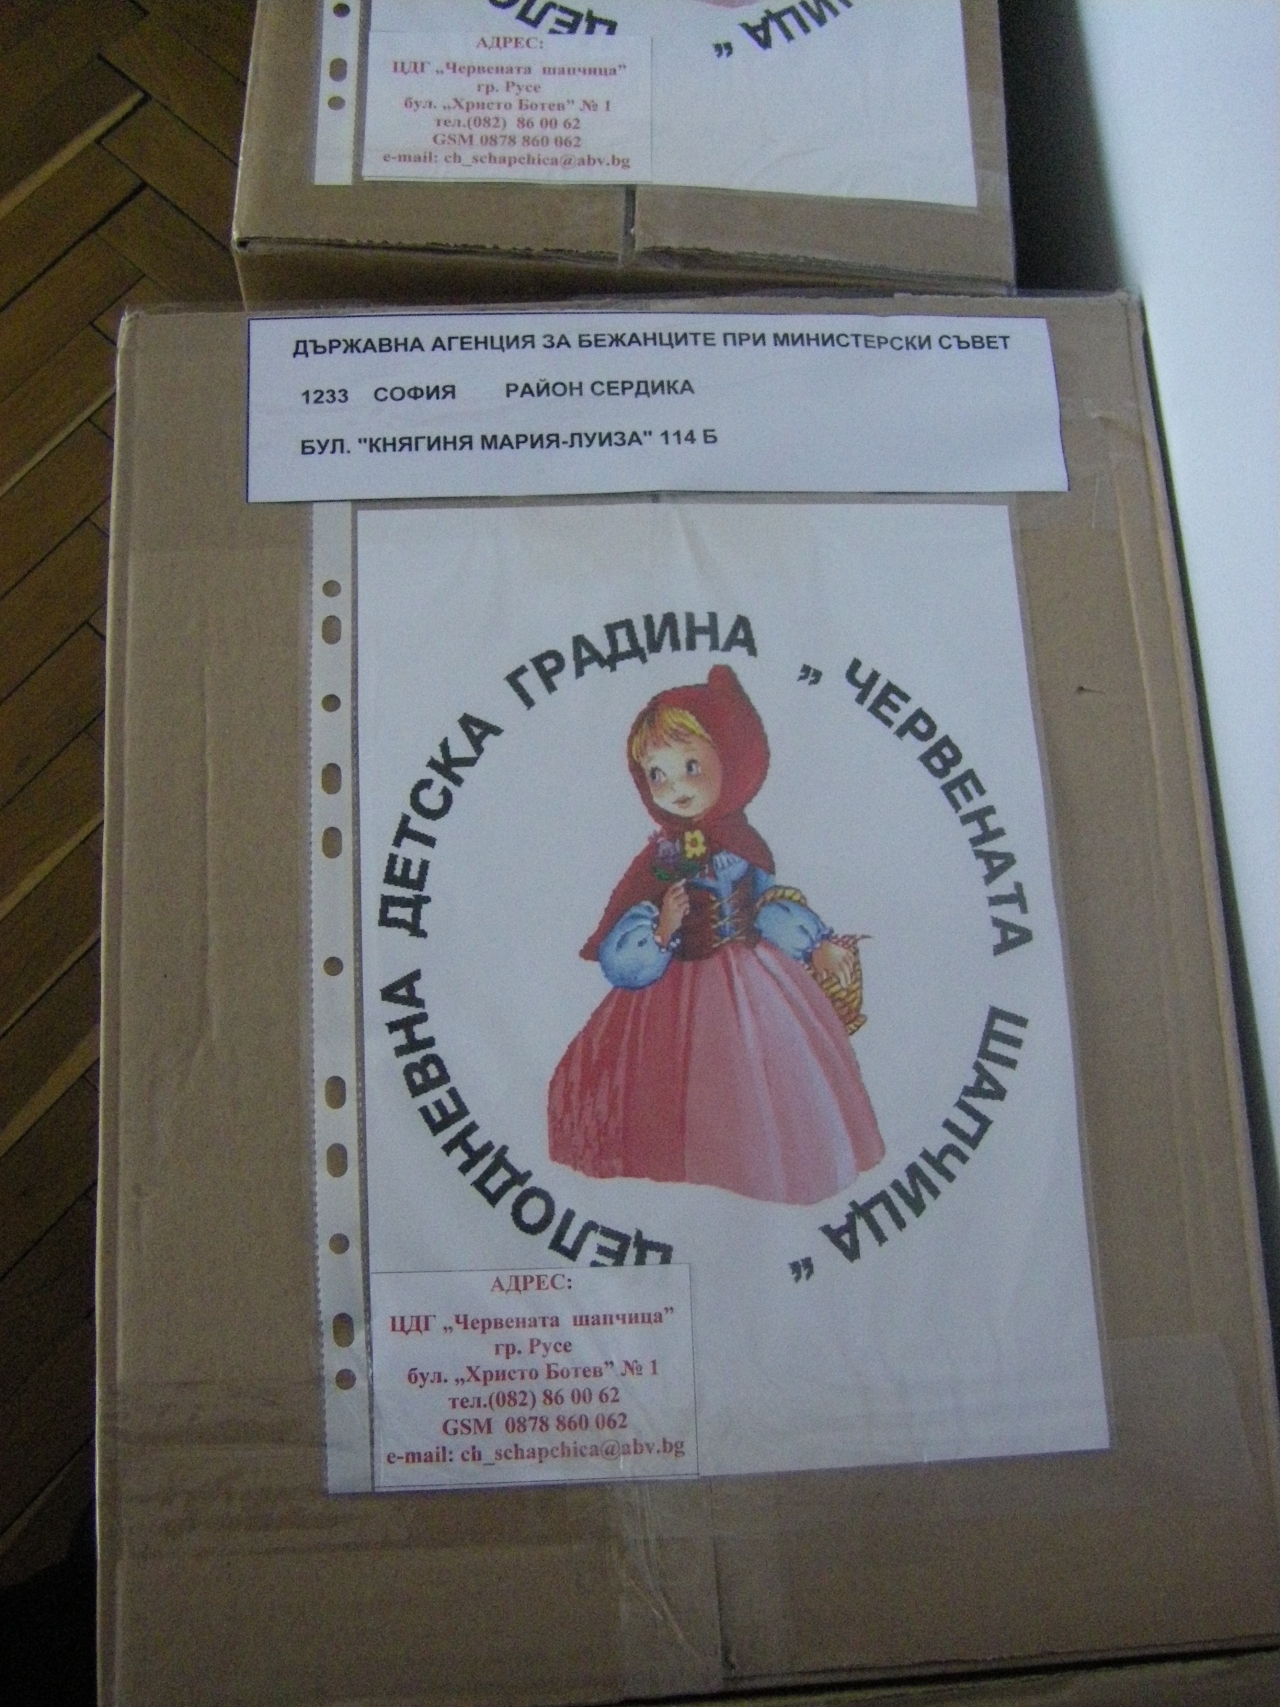 ЦЕЛО
ЧИЦА "
АДРЕС:
ЦДГ „Червената шапчица”
гр. Русе
бул. „Христо Ботев” № 1
тел.(082) 86 00 62
GSM 0878 860 062
e-mail: ch_schapchica@abv.bg
ДЪРЖАВНА АГЕНЦИЯ ЗА БЕЖАНЦИТЕ ПРИ МИНИСТЕРСКИ СЪВЕТ
1233 СОФИЯ РАЙОН СЕРДИКА
БУЛ. "КНЯГИНЯ МАРИЯ-ЛУИЗА" 114 Б
ЦЕЛОДНЕВНА ДЕТСКА ГРАДИНА „ ЧЕРВЕНАТА ШАПЧИЦА "
АДРЕС:
ЦДГ „Червената шапчица”
гр. Русе
бул. „Христо Ботев” № 1
тел.(082) 86 00 62
GSM 0878 860 062
e-mail: ch_schapchica@abv.bg